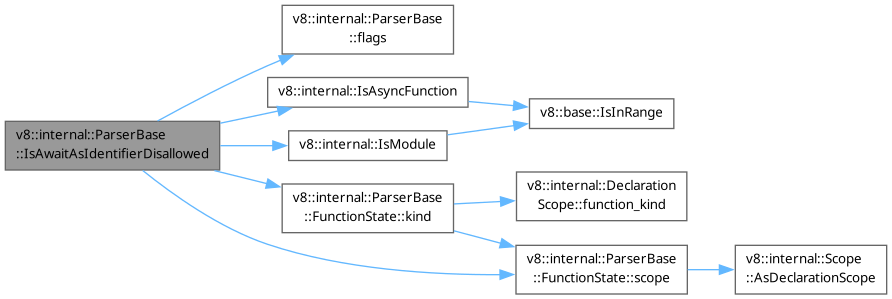 v8::internal::ParserBase
::IsAwaitAsIdentifierDisallowed
v8::internal::ParserBase
::flags
v8::internal::IsAsyncFunction
v8::internal::IsModule
v8::internal::ParserBase
::FunctionState::kind
v8::base::IsInRange
v8::internal::Declaration
Scope::function_kind
v8::internal::ParserBase
::FunctionState::scope
v8::internal::Scope
::AsDeclarationScope